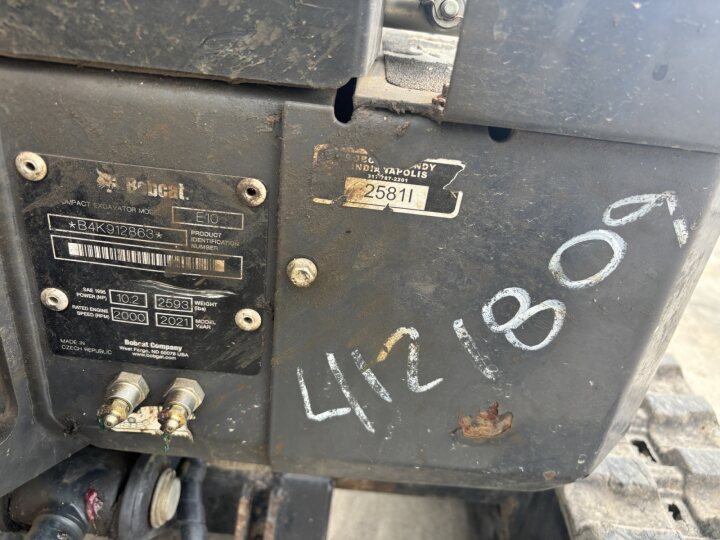 Bobcat
COMPACT EXCAVATOR MODEL
E10
*B4K912863*
PRODUCT IDENTIFICATION NUMBER
SAE 1995 POWER (HP)
10.2
2593
WEIGHT (lbs)
RATED ENGINE SPEED (RPM)
2000
2021
MODEL YEAR
MADE IN CZECH REPUBLIC
Bobcat Company
West Fargo, ND 58078 USA
www.bobcat.com
INDIANAPOLIS
25811
4121809